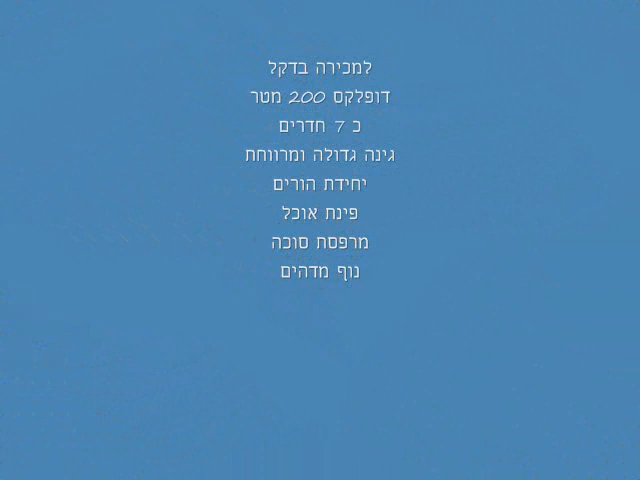 למכירה בדקל
דופלקס 200 מטר
כ 7 חדרים
גינה גדולה ומרווחת
יחידת הורים
פינת אוכל
מרפסת סוכה
נוף מדהים